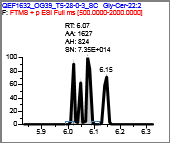 QEF1632_OG39_T5-28-0-3_SC Gly-Cer-22:2
F: FTMS + p ESI Full ms [500.0000-2000.0000]
RT: 6.07
AA: 1627
AH: 824
SN: 7.35E+014
100
80
6.15
60
40
20
0
5.9 6.0 6.1 6.2 6.3